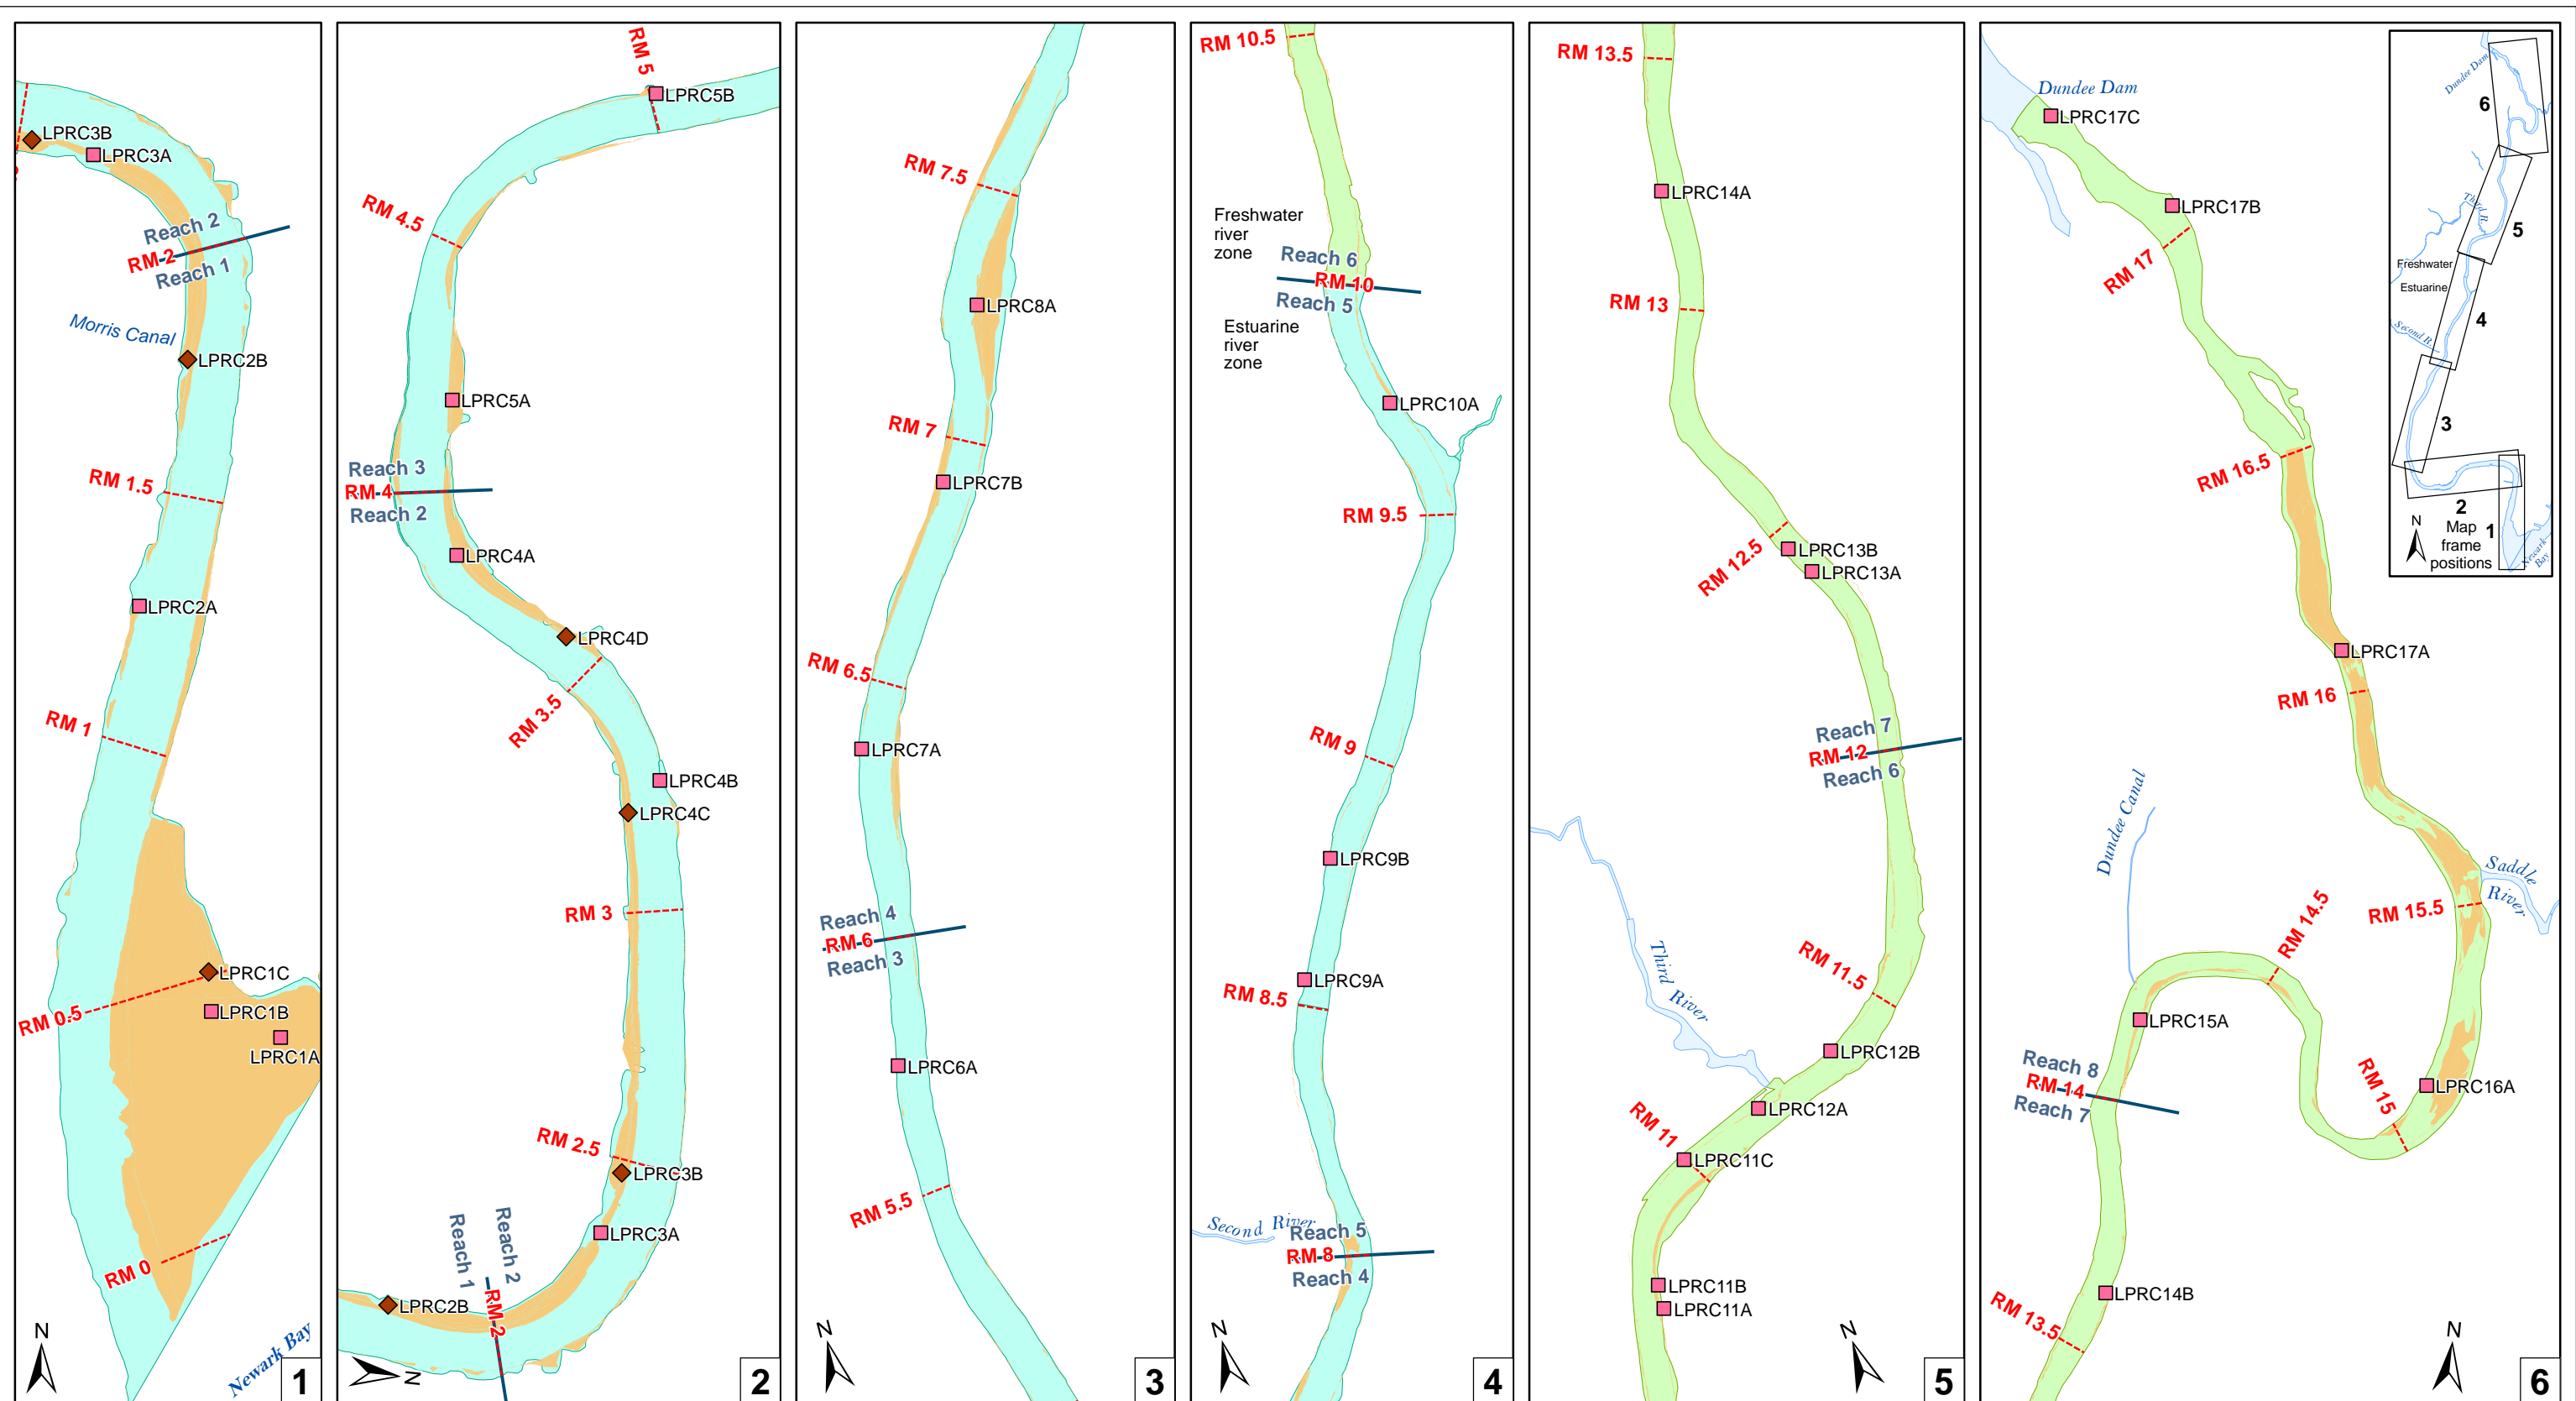 LPRC3B
LPRC3A
Reach 2
RM 2
Reach 1
Morris Canal
LPRC2B
RM 1.5
LPRC2A
RM 1
LPRC1C
RM 0.5
LPRC1B
LPRC1A
RM 0
N
Newark Bay
1
RM 5
LPRC5B
RM 4.5
LPRC5A
Reach 3
RM 4
Reach 2
LPRC4A
LPRC4D
RM 3.5
LPRC4B
LPRC4C
RM 3
RM 2.5
LPRC3B
LPRC3A
Reach 1
Reach 2
RM 2
LPRC2B
N
2
RM 7.5
LPRC8A
RM 7
LPRC7B
RM 6.5
LPRC7A
Reach 4
RM 6
Reach 3
LPRC6A
RM 5.5
N
3
RM 10.5
Freshwater
river
zone
Reach 6
RM 10
Reach 5
Estuarine
river
zone
LPRC10A
RM 9.5
RM 9
LPRC9B
LPRC9A
RM 8.5
Second River
Reach 5
RM 8
Reach 4
N
4
RM 13.5
LPRC14A
RM 13
RM 12.5
LPRC13B
LPRC13A
Reach 7
RM 12
Reach 6
Third River
RM 11.5
LPRC12B
LPRC12A
RM 11
LPRC11C
LPRC11B
LPRC11A
N
5
Dundee Dam
LPRC17C
LPRC17B
RM 17
RM 16.5
LPRC17A
RM 16
Dundee Canal
Saddle
River
RM 15.5
RM 14.5
LPRC15A
Reach 8
RM 14
Reach 7
RM 15
LPRC16A
LPRC14B
RM 13.5
N
6
Dundee Dam
6
Third R.
5
Freshwater
Estuarine
4
Second R.
3
2
1
N
Map
frame
positions
Newark
Bay